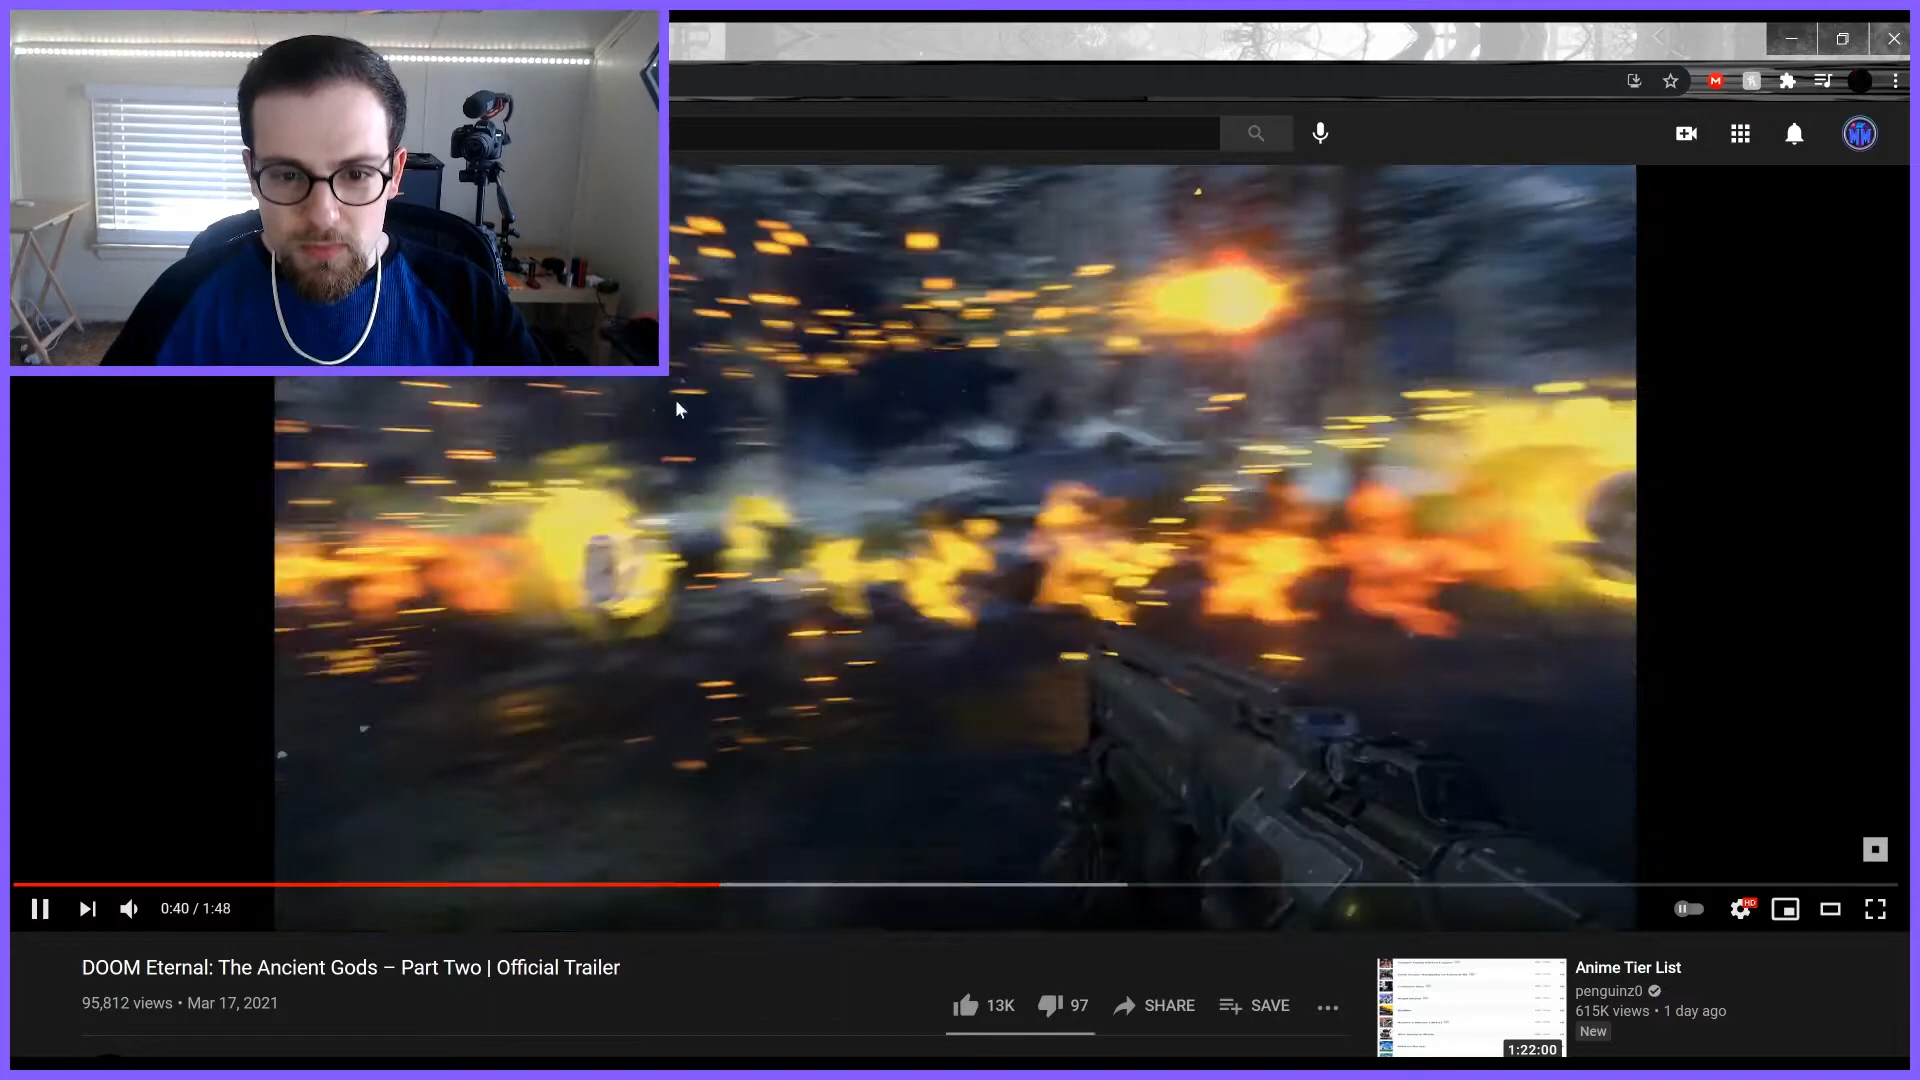 HD
0:40 / 1:48
DOOM Eternal: The Ancient Gods – Part Two | Official Trailer
95,812 views • Mar 17, 2021
13K
97
SHARE
SAVE
1:22:00
Anime Tier List
penguinz0
615K views • 1 day ago
New